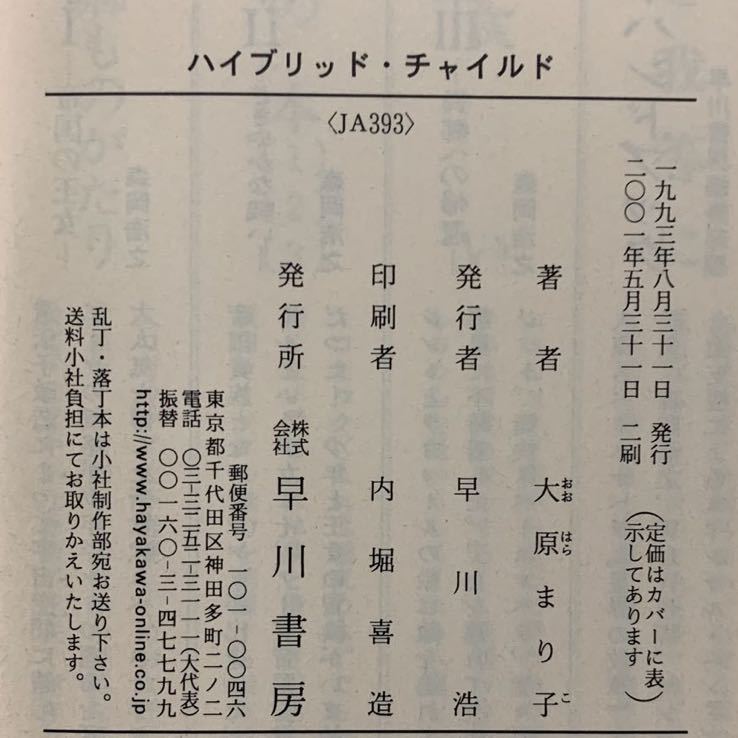 ハイブリッド・チャイルド
〈JA393〉
一九九三年八月三十一日 発行
二〇〇一年五月三十一日 二刷
(定価はカバーに表示してあります)
著者 大原まり子
おお はら こ
発行者 早川浩
印刷者 内堀喜造
発行所 株式会社 早川書房
郵便番号 一〇一-〇〇四六
東京都千代田区神田多町二ノ二
電話 〇三-三二五二-三一一一(大代表)
振替 〇〇一六〇-三-四七七九九
http://www.hayakawa-online.co.jp
乱丁・落丁本は小社制作部宛お送り下さい。
送料小社負担にてお取りかえいたします。